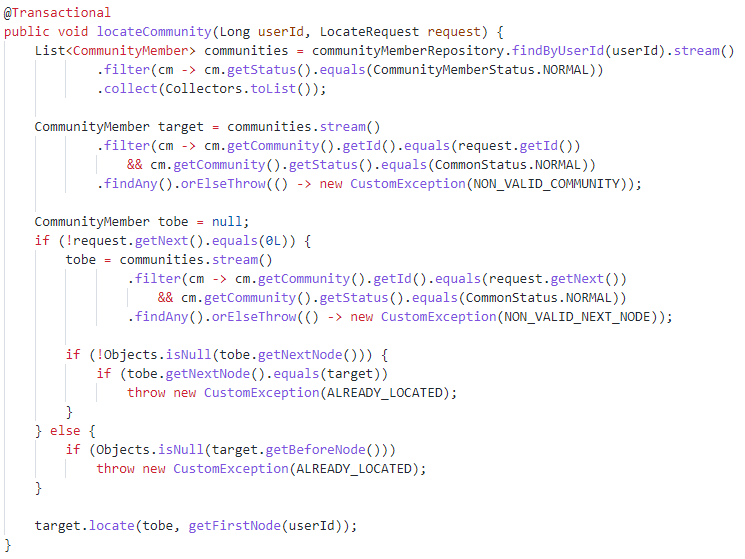 @Transactional
public void locateCommunity(Long userId, LocateRequest request) {
    List<CommunityMember> communities = communityMemberRepository.findByUserId(userId).stream()
            .filter(cm -> cm.getStatus().equals(CommunityMemberStatus.NORMAL))
            .collect(Collectors.toList());

    CommunityMember target = communities.stream()
            .filter(cm -> cm.getCommunity().getId().equals(request.getId())
                && cm.getCommunity().getStatus().equals(CommonStatus.NORMAL))
            .findAny().orElseThrow(() -> new CustomException(NON_VALID_COMMUNITY));

    CommunityMember tobe = null;
    if (!request.getNext().equals(0L)) {
        tobe = communities.stream()
                .filter(cm -> cm.getCommunity().getId().equals(request.getNext())
                    && cm.getCommunity().getStatus().equals(CommonStatus.NORMAL))
                .findAny().orElseThrow(() -> new CustomException(NON_VALID_NEXT_NODE));

        if (!Objects.isNull(tobe.getNextNode())) {
            if (tobe.getNextNode().equals(target))
                throw new CustomException(ALREADY_LOCATED);
        }
    } else {
        if (Objects.isNull(target.getBeforeNode()))
            throw new CustomException(ALREADY_LOCATED);
    }

    target.locate(tobe, getFirstNode(userId));
}